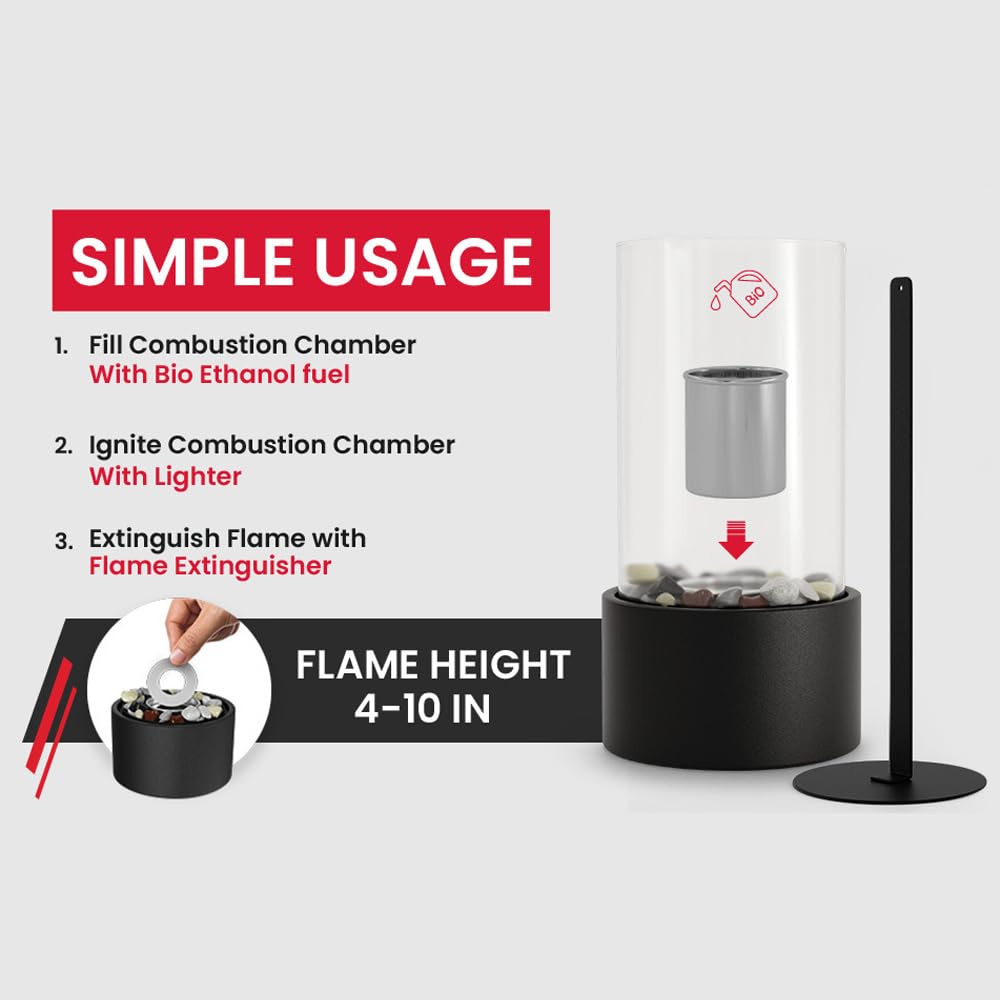 SIMPLE USAGE
1. Fill Combustion Chamber
With Bio Ethanol fuel
2. Ignite Combustion Chamber
With Lighter
3. Extinguish Flame with
Flame Extinguisher
FLAME HEIGHT
4-10 IN
BiO